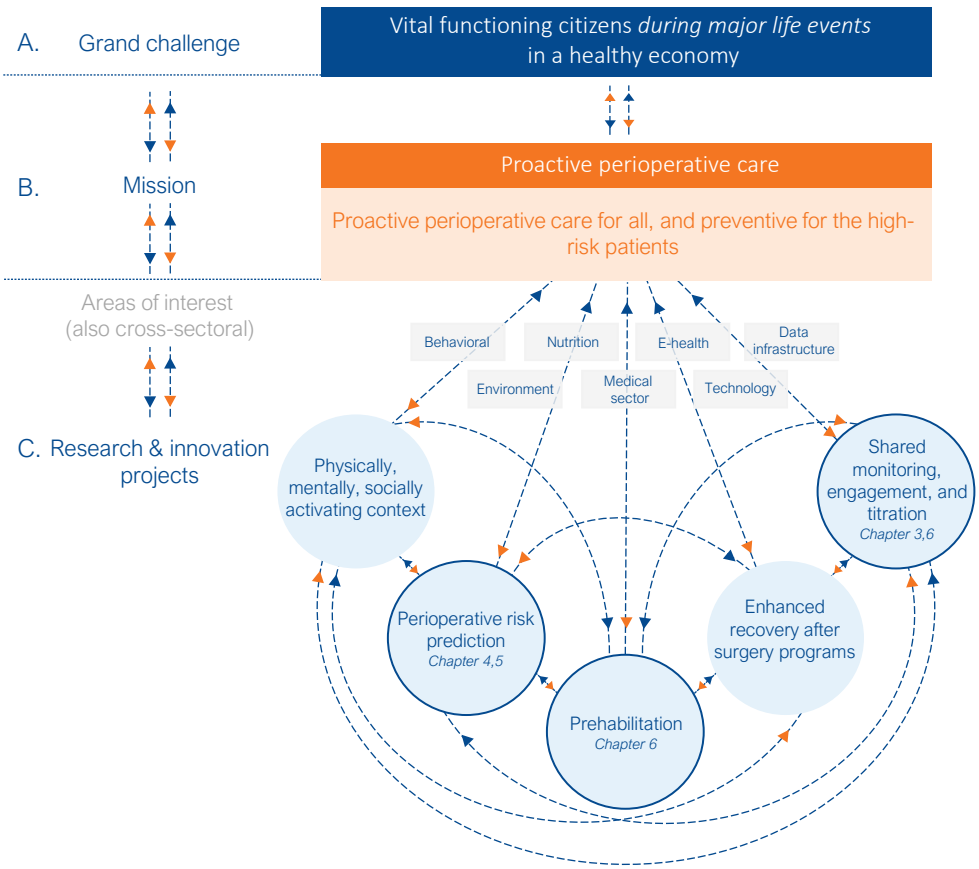 A. Grand challenge
Vital functioning citizens during major life events
in a healthy economy
Proactive perioperative care
B. Mission
Proactive perioperative care for all, and preventive for the high-
risk patients
Areas of interest
(also cross-sectoral)
Behavioral
Nutrition
E-health
Data
infrastructure
Environment
Medical
sector
Technology
C. Research & innovation
projects
Physically,
mentally, socially
activating context
Shared
monitoring,
engagement, and
titration
Chapter 3,6
Perioperative risk
prediction
Chapter 4,5
Enhanced
recovery after
surgery programs
Prehabilitation
Chapter 6